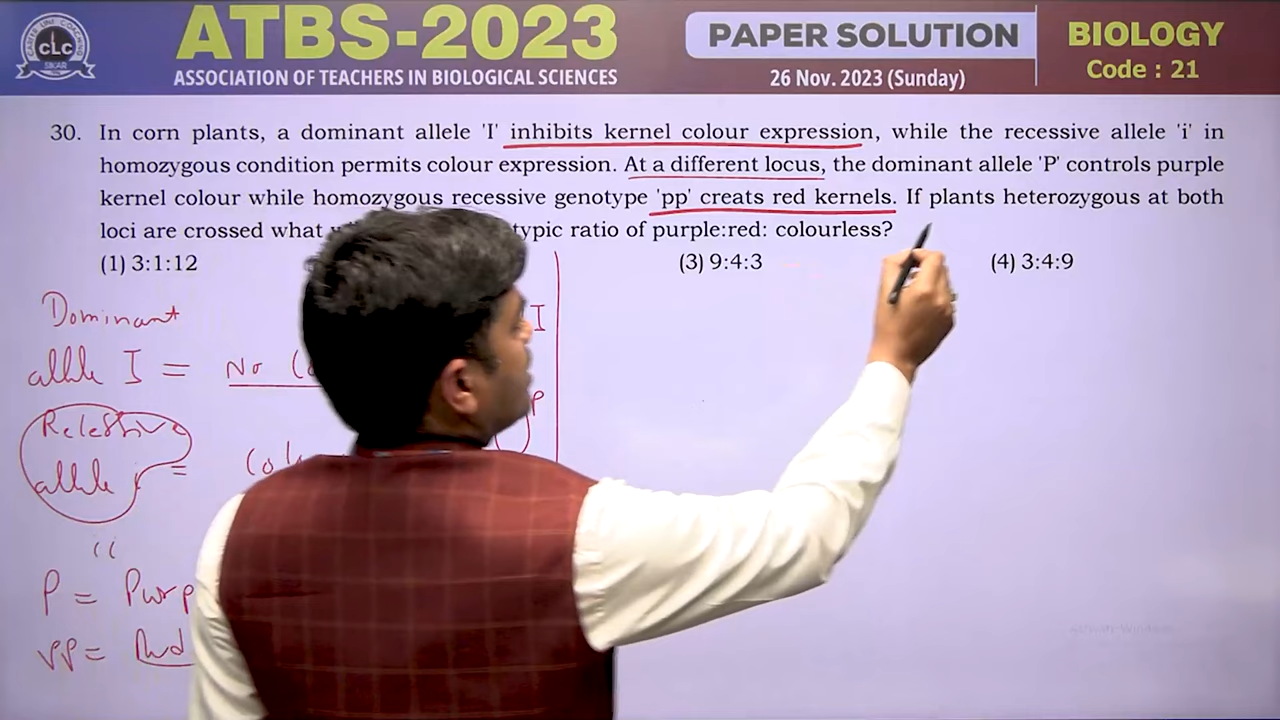 ATBS-2023
ASSOCIATION OF TEACHERS IN BIOLOGICAL SCIENCES
PAPER SOLUTION
26 Nov. 2023 (Sunday)
BIOLOGY
Code : 21
CLC
SIKAR
30. In corn plants, a dominant allele 'I' inhibits kernel colour expression, while the recessive allele 'i' in
homozygous condition permits colour expression. At a different locus, the dominant allele 'P' controls purple
kernel colour while homozygous recessive genotype 'pp' creats red kernels. If plants heterozygous at both
loci are crossed what typic ratio of purple:red: colourless?
(1) 3:1:12 (3) 9:4:3 (4) 3:4:9
Dominant
allele I = No
I
P
allele i =
ii
P = Purp
pp = Red